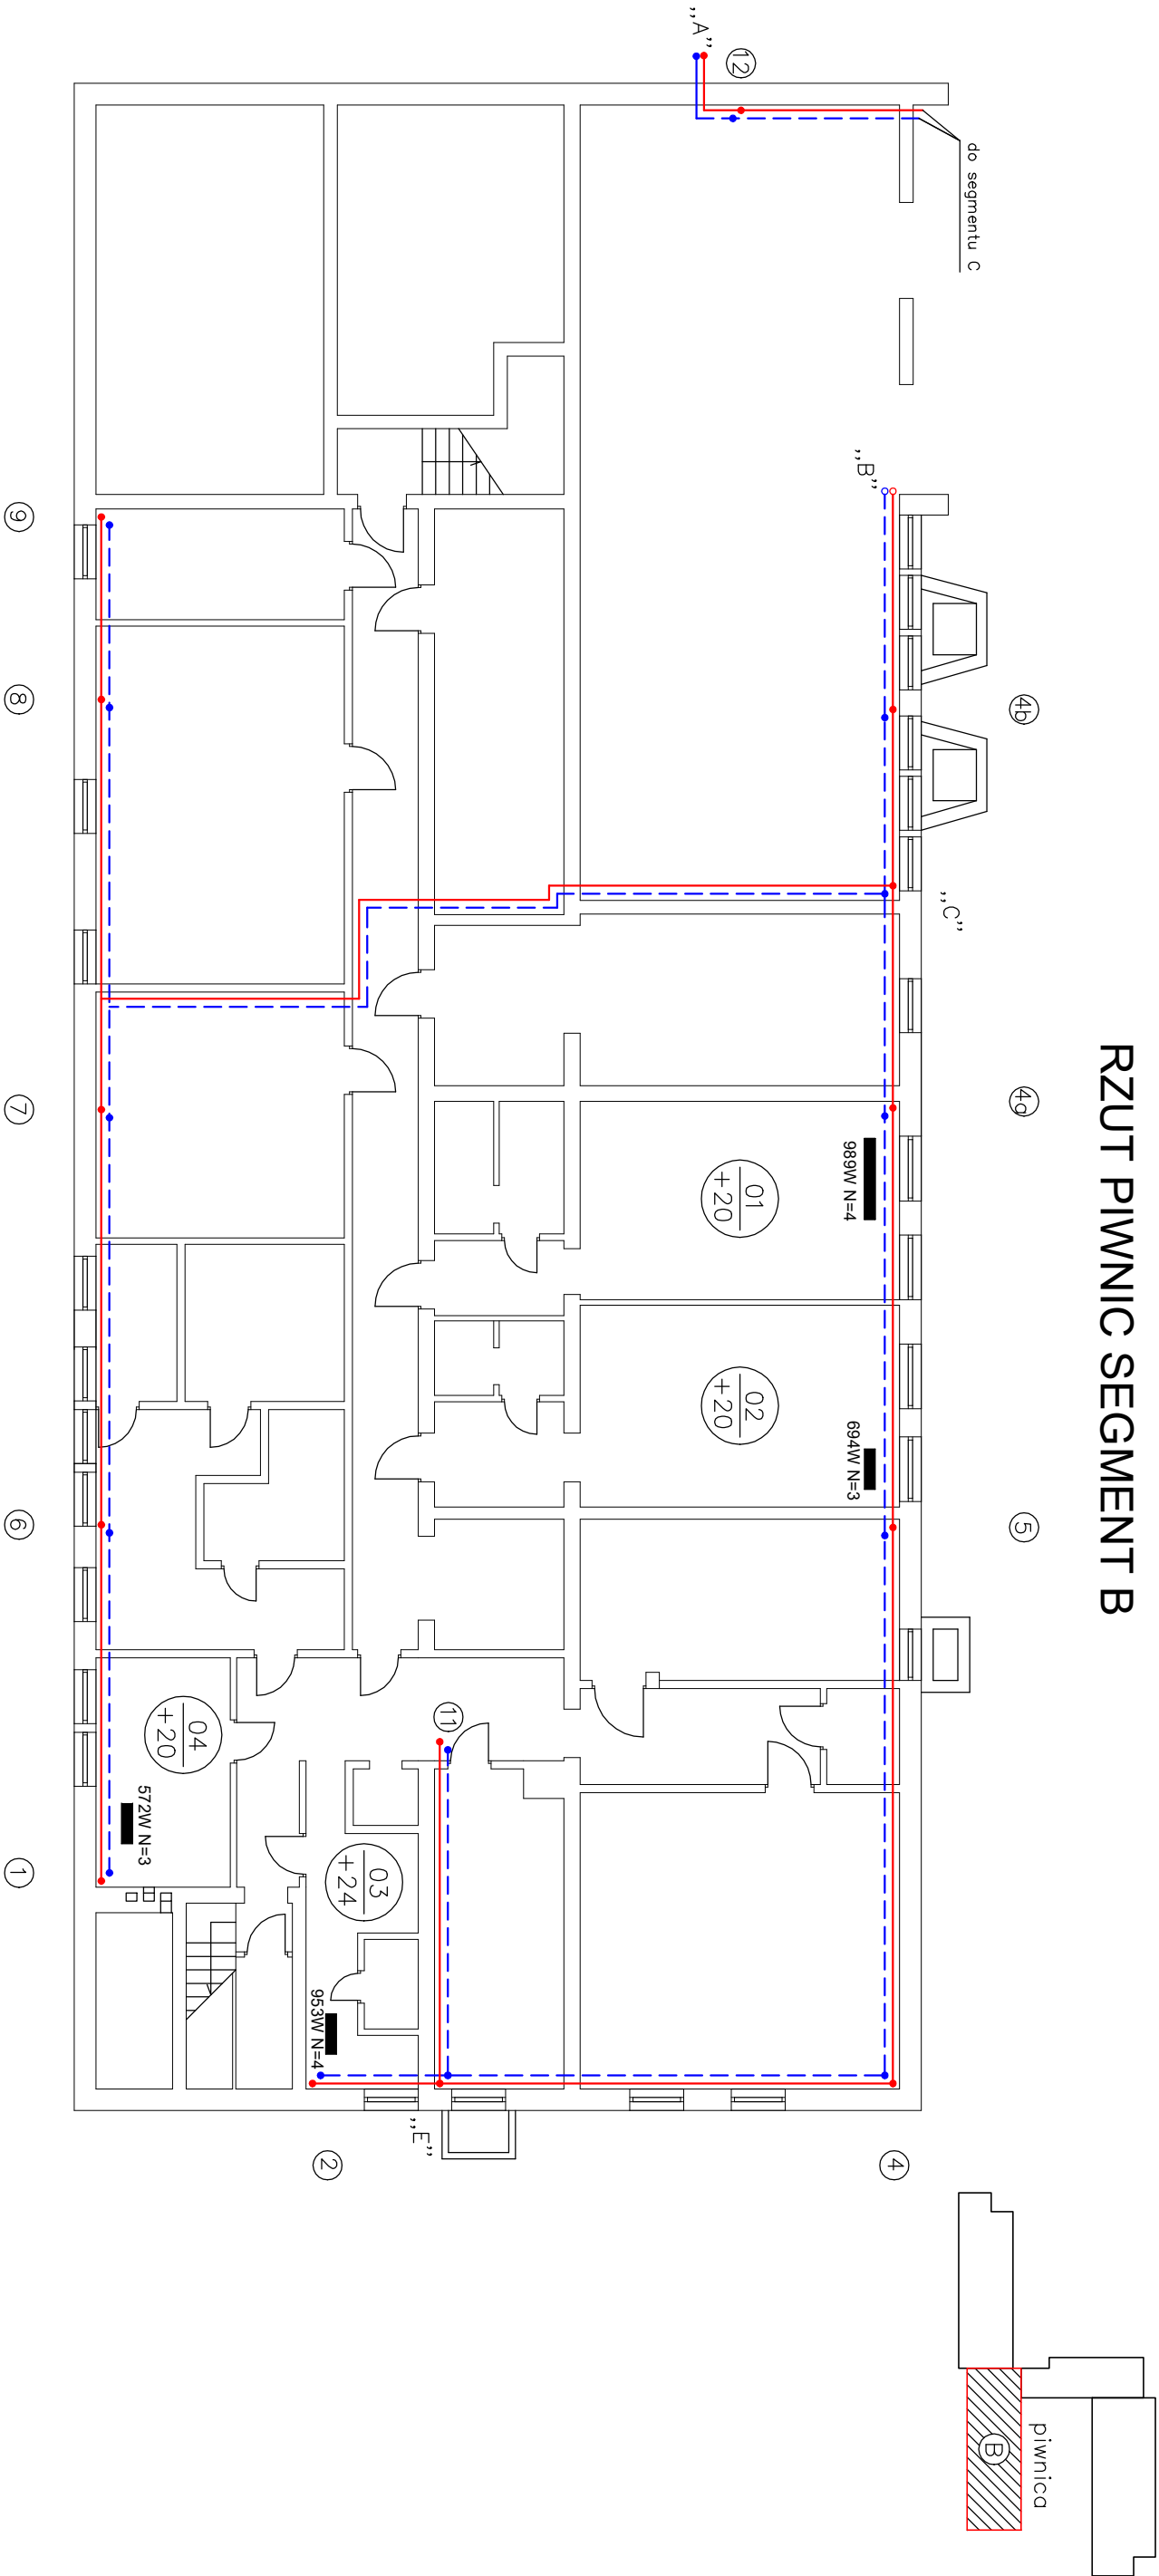 RZUT PIWNIC SEGMENT B
do segmentu C
,,A''
12
,,B''
4b
,,C''
4a
5
4
piwnica
B
989W N=4
01
+20
694W N=3
02
+20
11
03
+24
953W N=4
,,E''
2
04
+20
572W N=3
9
8
7
6
1